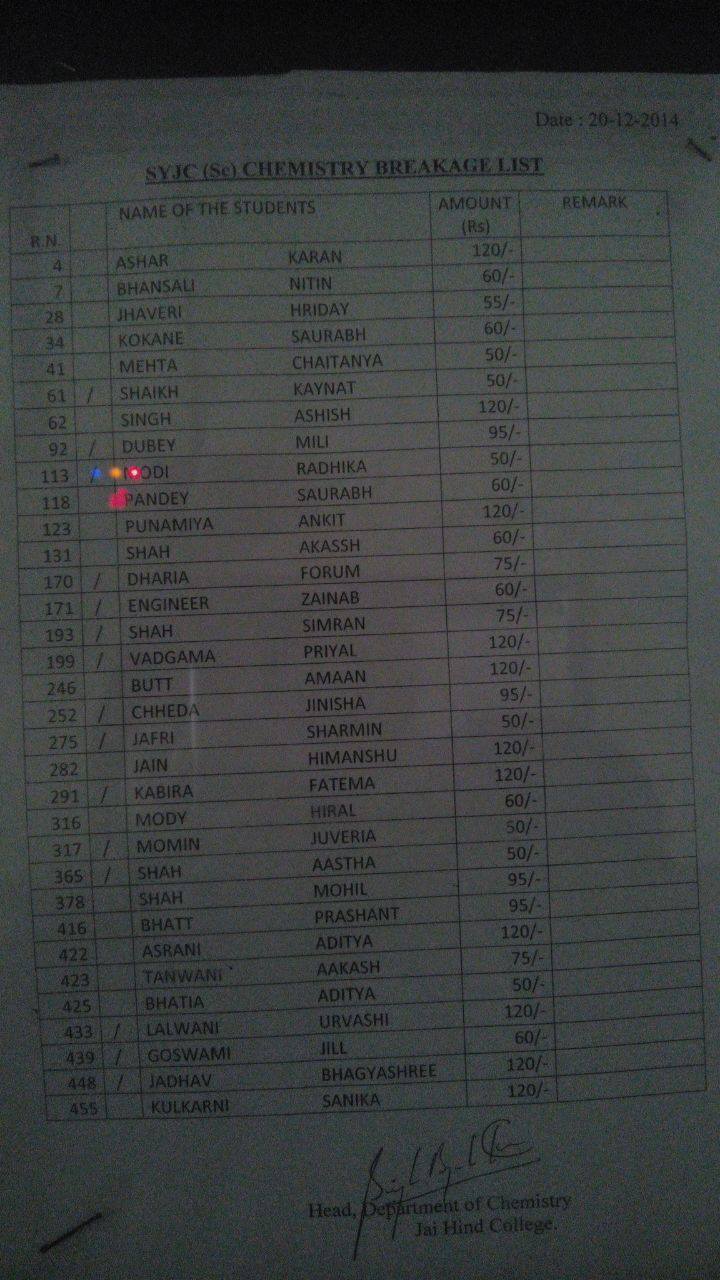 Date : 20-12-2014
SYJC (Sc) CHEMISTRY BREAKAGE LIST
R.N NAME OF THE STUDENTS AMOUNT (Rs) REMARK
4 ASHAR KARAN 120/-
7 BHANSALI NITIN 60/-
28 JHAVERI HRIDAY 55/-
34 KOKANE SAURABH 60/-
41 MEHTA CHAITANYA 50/-
61 / SHAIKH KAYNAT 50/-
62 SINGH ASHISH 120/-
92 / DUBEY MILI 95/-
113 / MODI RADHIKA 50/-
118 PANDEY SAURABH 60/-
123 PUNAMIYA ANKIT 120/-
131 SHAH AKASSH 60/-
170 / DHARIA FORUM 75/-
171 / ENGINEER ZAINAB 60/-
193 / SHAH SIMRAN 75/-
199 / VADGAMA PRIYAL 120/-
246 BUTT AMAAN 120/-
252 / CHHEDA JINISHA 95/-
275 / JAFRI SHARMIN 50/-
282 JAIN HIMANSHU 120/-
291 / KABIRA FATEMA 120/-
316 MODY HIRAL 60/-
317 / MOMIN JUVERIA 50/-
365 / SHAH AASTHA 50/-
378 SHAH MOHIL 95/-
416 BHATT PRASHANT 95/-
422 ASRANI ADITYA 120/-
423 TANWANI AAKASH 75/-
425 BHATIA ADITYA 50/-
433 / LALWANI URVASHI 120/-
439 / GOSWAMI JILL 60/-
448 / JADHAV BHAGYASHREE 120/-
455 KULKARNI SANIKA 120/-
Head, Department of Chemistry
Jai Hind College.